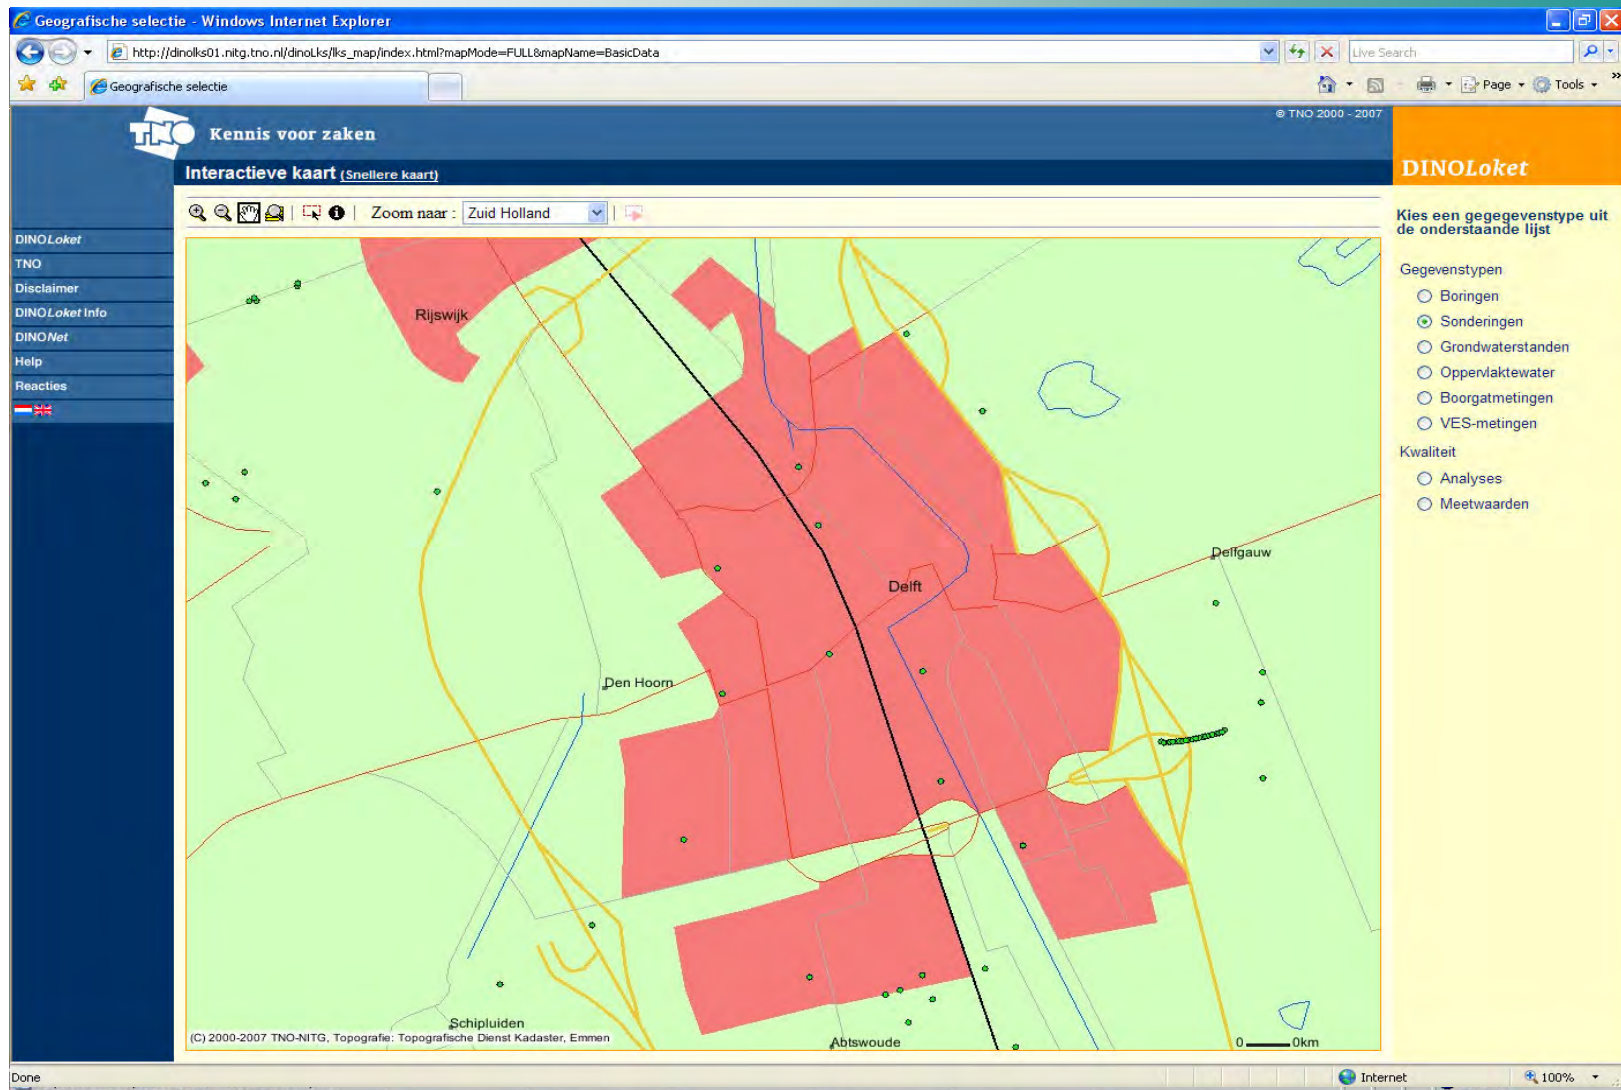 Geografische selectie - Windows Internet Explorer
http://dinolks01.nitg.tno.nl/dinoLks/lks_map/index.html?mapMode=FULL&mapName=BasicData
Live Search
Geografische selectie
Page
Tools
© TNO 2000 - 2007
TNO Kennis voor zaken
DINOLoket
Interactieve kaart (Snellere kaart)
Zoom naar : Zuid Holland
Kies een gegegevenstype uit
de onderstaande lijst
DINOLoket
TNO
Disclaimer
DINOLoket Info
DINONet
Help
Reacties
Gegevenstypen
Boringen
Sonderingen
Grondwaterstanden
Oppervlaktewater
Boorgatmetingen
VES-metingen
Kwaliteit
Analyses
Meetwaarden
Rijswijk
Delfgauw
Delft
Den Hoorn
Schipluiden
Abtswoude
(C) 2000-2007 TNO-NITG, Topografie: Topografische Dienst Kadaster, Emmen
0 0km
Done
Internet
100%